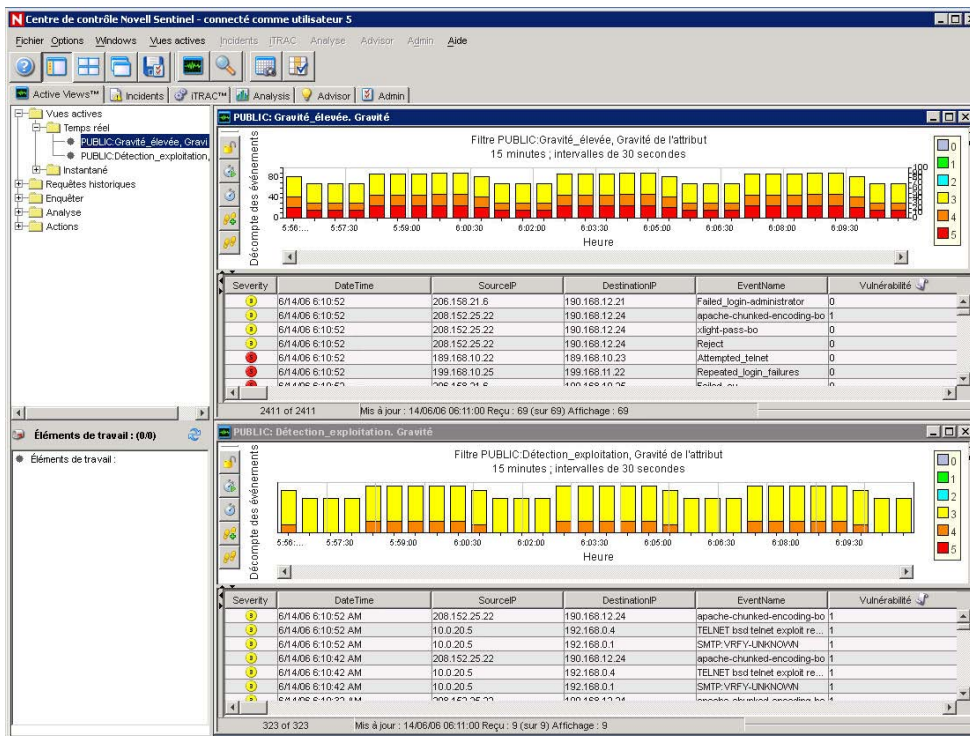 Centre de contrôle Novell Sentinel - connecté comme utilisateur 5
Fichier Options Windows Vues actives Incidents iTRAC Analyse Advisor Admin Aide
Active Views™ Incidents iTRAC™ Analysis Advisor Admin
Vues actives
Temps réel
PUBLIC:Gravité_élevée, Gravi
PUBLIC:Détection_exploitation,
Instantané
Requêtes historiques
Enquêter
Analyse
Actions
Éléments de travail : (0/0)
Éléments de travail :
PUBLIC: Gravité_élevée. Gravité
Filtre PUBLIC:Gravité_élevée, Gravité de l'attribut
15 minutes ; intervalles de 30 secondes
Décompte des événements
80
40
0
5:56:... 5:57:30 5:59:00 6:00:30 6:02:00 6:03:30 6:05:00 6:06:30 6:08:00 6:09:30
Heure
0
1
2
3
4
5
Severity DateTime SourceIP DestinationIP EventName Vulnérabilité
3 6/14/06 6:10:52 206.158.21.6 190.168.12.21 Failed_login-administrator 0
3 6/14/06 6:10:52 208.152.25.22 190.168.12.24 apache-chunked-encoding-bo 1
3 6/14/06 6:10:52 208.152.25.22 190.168.12.24 xlight-pass-bo 0
3 6/14/06 6:10:52 208.152.25.22 190.168.12.24 Reject 0
5 6/14/06 6:10:52 189.168.10.22 189.168.10.23 Attempted_telnet 0
5 6/14/06 6:10:52 199.168.10.25 199.168.11.22 Repeated_login_failures 0
2411 of 2411 Mis à jour : 14/06/06 06:11:00 Reçu : 69 (sur 69) Affichage : 69
PUBLIC: Détection_exploitation. Gravité
Filtre PUBLIC:Détection_exploitation, Gravité de l'attribut
15 minutes ; intervalles de 30 secondes
Décompte des événements
5:56:... 5:57:30 5:59:00 6:00:30 6:02:00 6:03:30 6:05:00 6:06:30 6:08:00 6:09:30
Heure
0
1
2
3
4
5
Severity DateTime SourceIP DestinationIP EventName Vulnérabilité
3 6/14/06 6:10:52 AM 208.152.25.22 190.168.12.24 apache-chunked-encoding-bo 1
3 6/14/06 6:10:52 AM 10.0.20.5 192.168.0.4 TELNET bsd telnet exploit re... 1
3 6/14/06 6:10:52 AM 10.0.20.5 192.168.0.1 SMTP:VRFY-UNKNOWN 1
3 6/14/06 6:10:42 AM 208.152.25.22 190.168.12.24 apache-chunked-encoding-bo 1
3 6/14/06 6:10:42 AM 10.0.20.5 192.168.0.4 TELNET bsd telnet exploit re... 1
3 6/14/06 6:10:42 AM 10.0.20.5 192.168.0.1 SMTP:VRFY-UNKNOWN 1
323 of 323 Mis à jour : 14/06/06 06:11:00 Reçu : 9 (sur 9) Affichage : 9